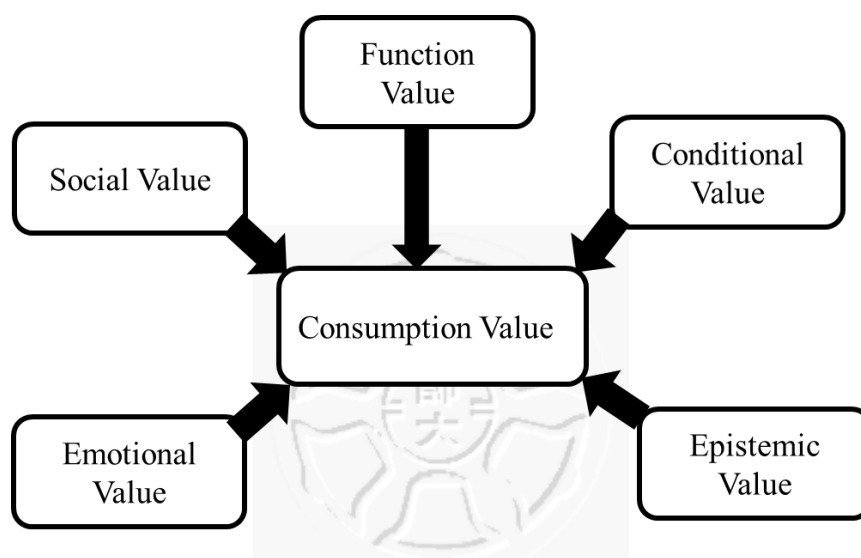 Function
Value
Social Value
Conditional
Value
Consumption Value
Emotional
Value
Epistemic
Value